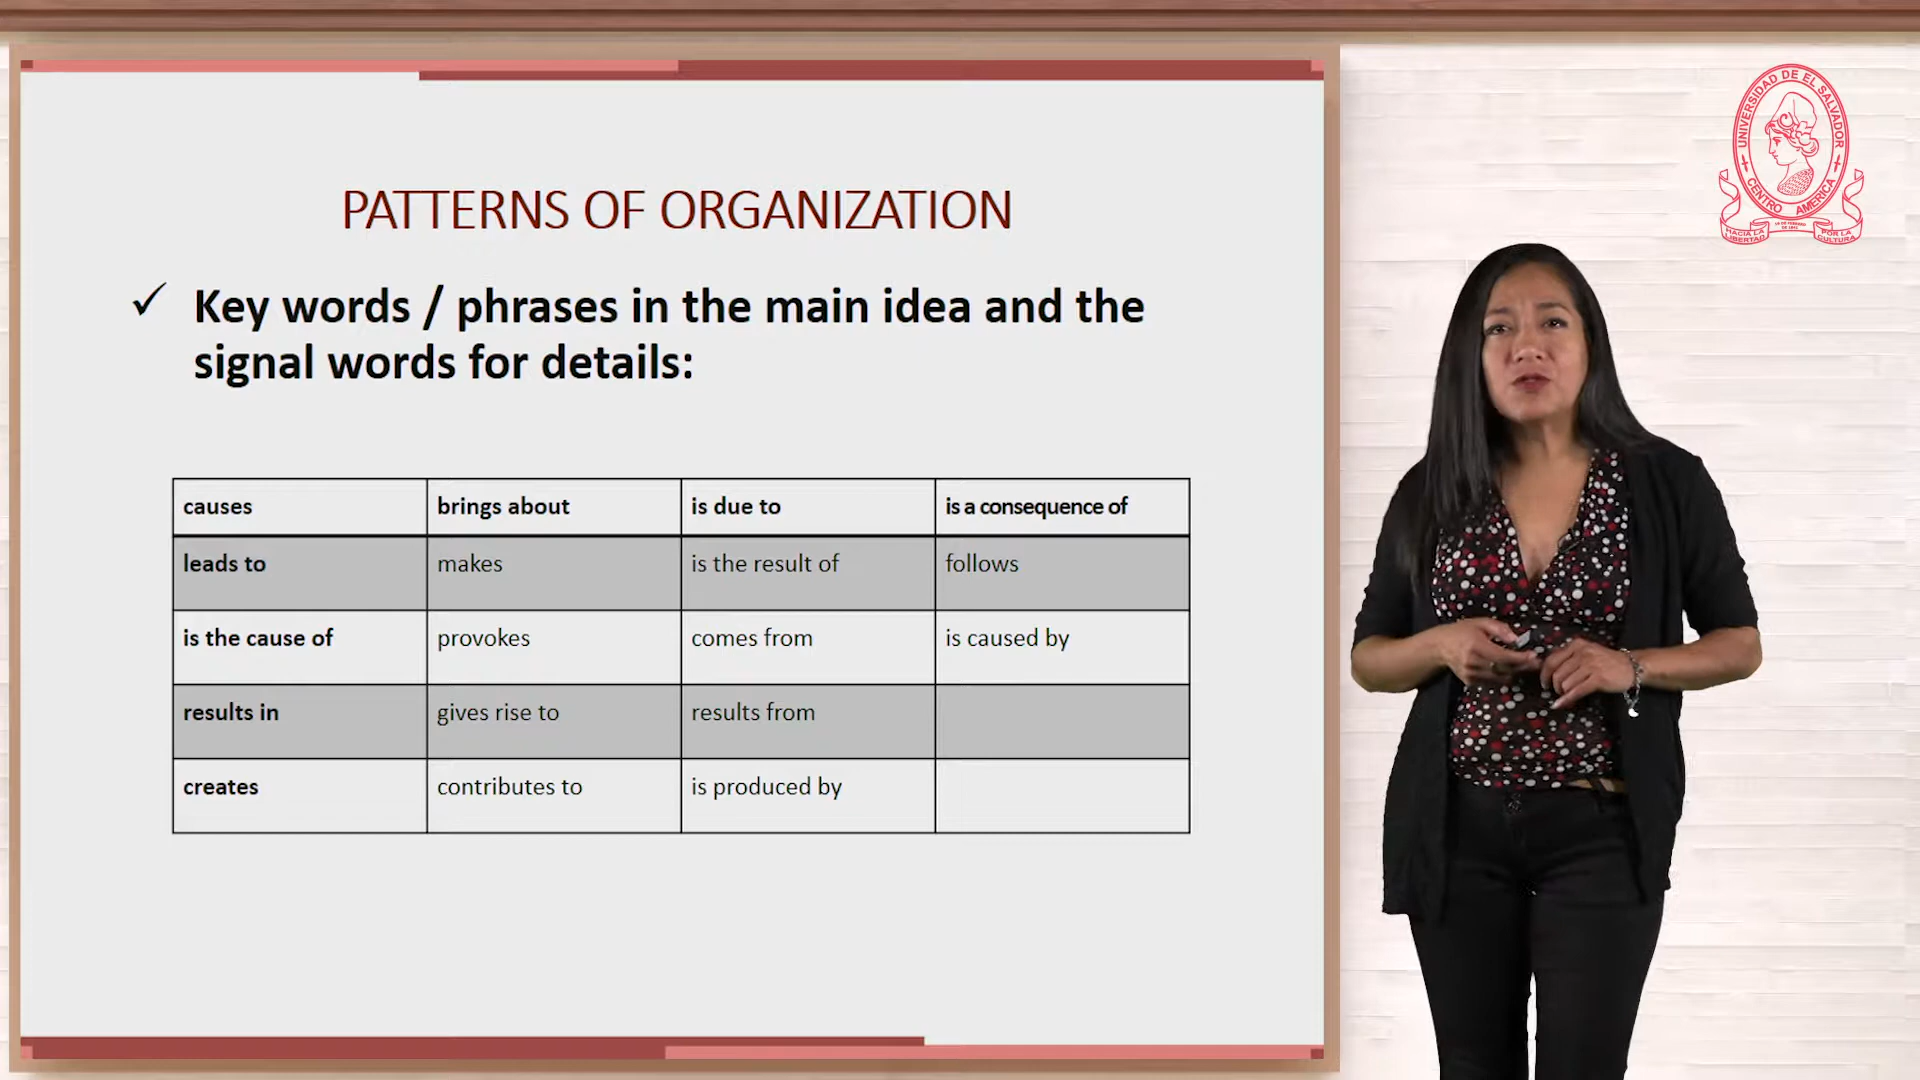 PATTERNS OF ORGANIZATION
✓ Key words / phrases in the main idea and the
signal words for details:
causes brings about is due to is a consequence of
leads to makes is the result of follows
is the cause of provokes comes from is caused by
results in gives rise to results from
creates contributes to is produced by
UNIVERSIDAD DE EL SALVADOR
CENTRO AMERICA
HACIA LA LIBERTAD
POR LA CULTURA